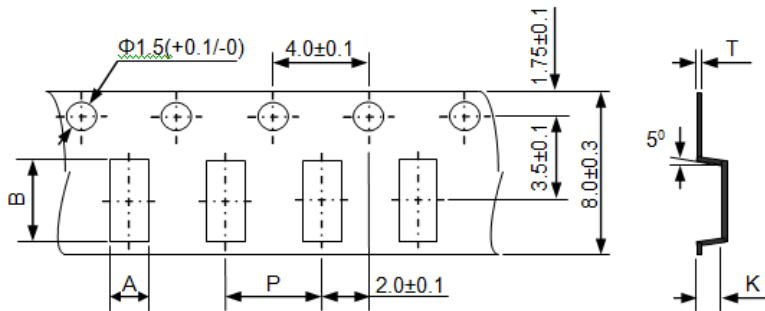 Φ1.5(+0.1/-0)
4.0±0.1
1.75±0.1
T
5⁰
3.5±0.1
8.0±0.3
B
A
P
2.0±0.1
K